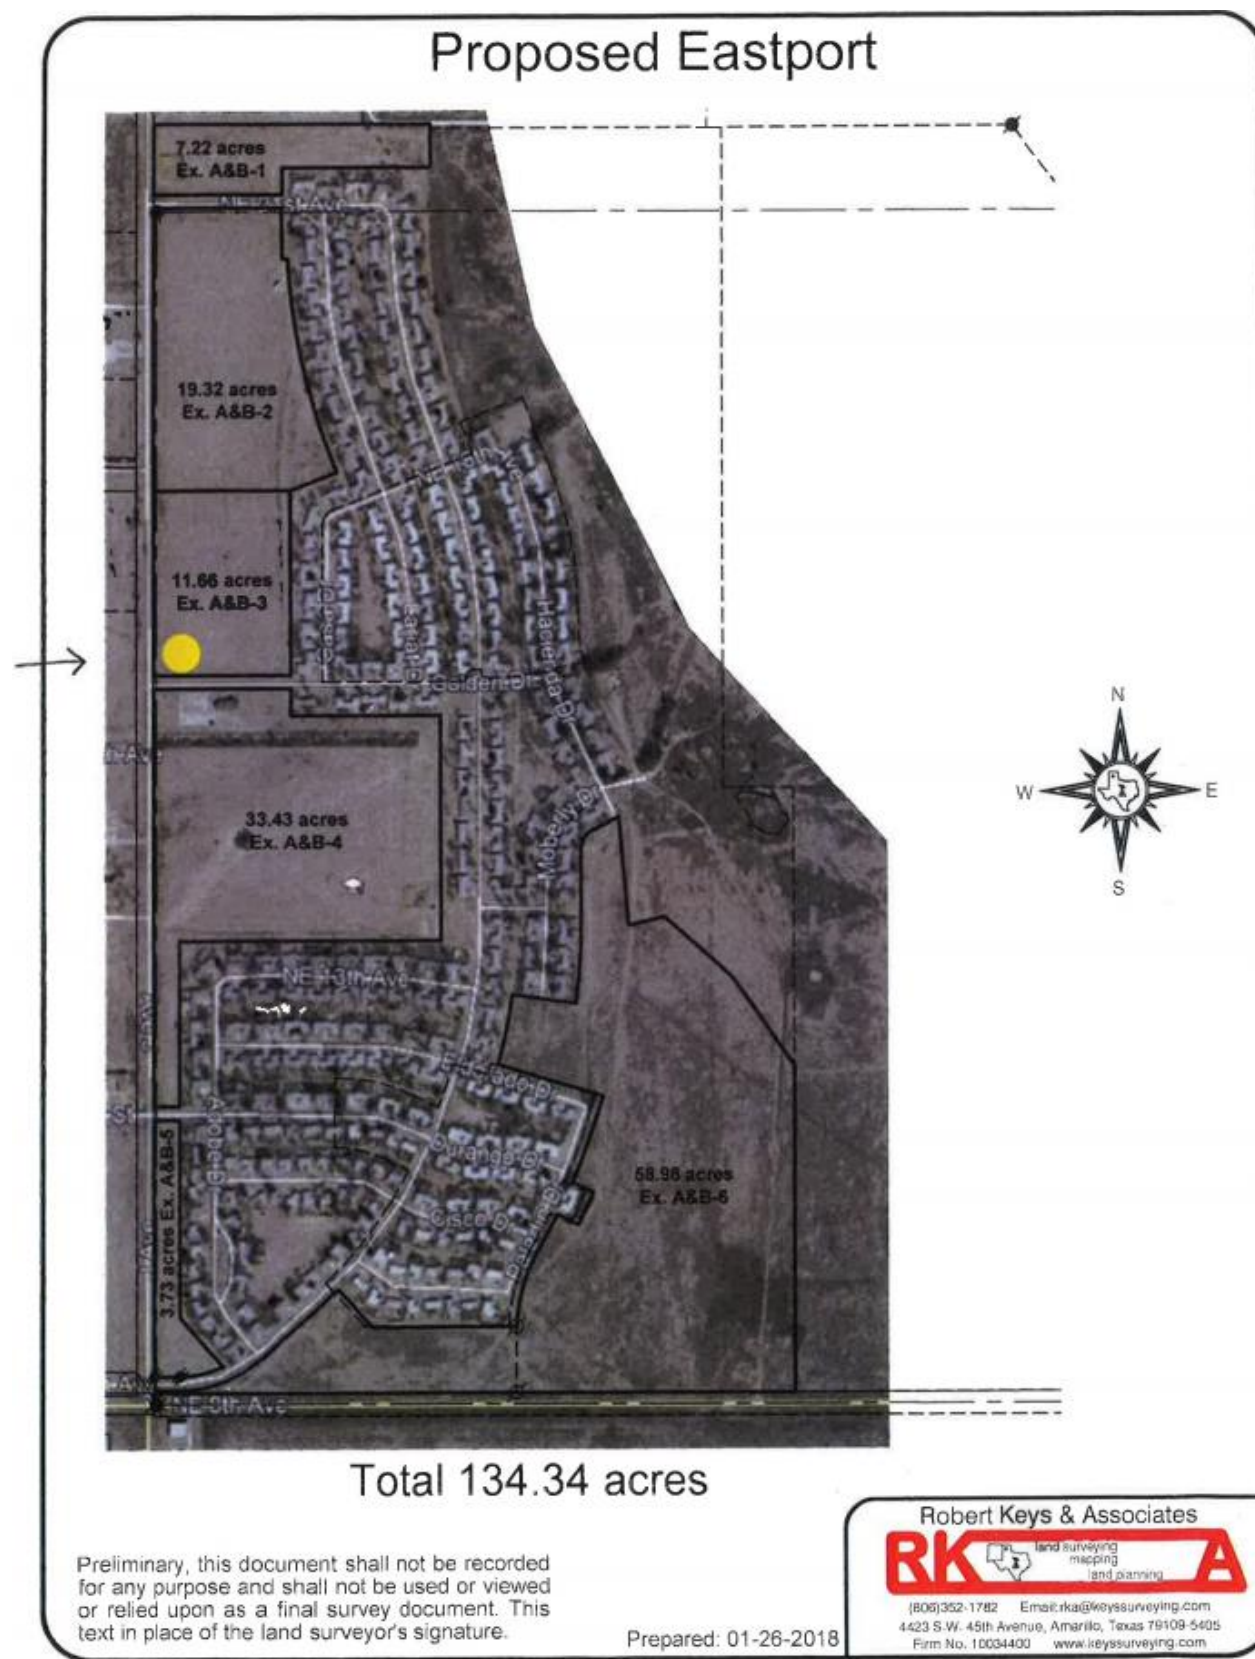 Proposed Eastport
7.22 acres
Ex. A&B-1
19.32 acres
Ex. A&B-2
11.66 acres
Ex. A&B-3
Hacienda Dr
N
W
E
S
33.43 acres
Ex. A&B-4
Moberly Dr
NE 13th Ave
Adobe Dr
Durango Dr
Cisco D
3.73 acres Ex. A&B-5
58.98 acres
Ex. A&B-6
Total 134.34 acres
Robert Keys & Associates
RK A
land surveying
mapping
land planning
(806)352-1782 Email:rka@keyssurveying.com
4423 S.W. 45th Avenue, Amarillo, Texas 79109-5405
Firm No. 10034400 www.keyssurveying.com
Preliminary, this document shall not be recorded
for any purpose and shall not be used or viewed
or relied upon as a final survey document. This
text in place of the land surveyor's signature.
Prepared: 01-26-2018